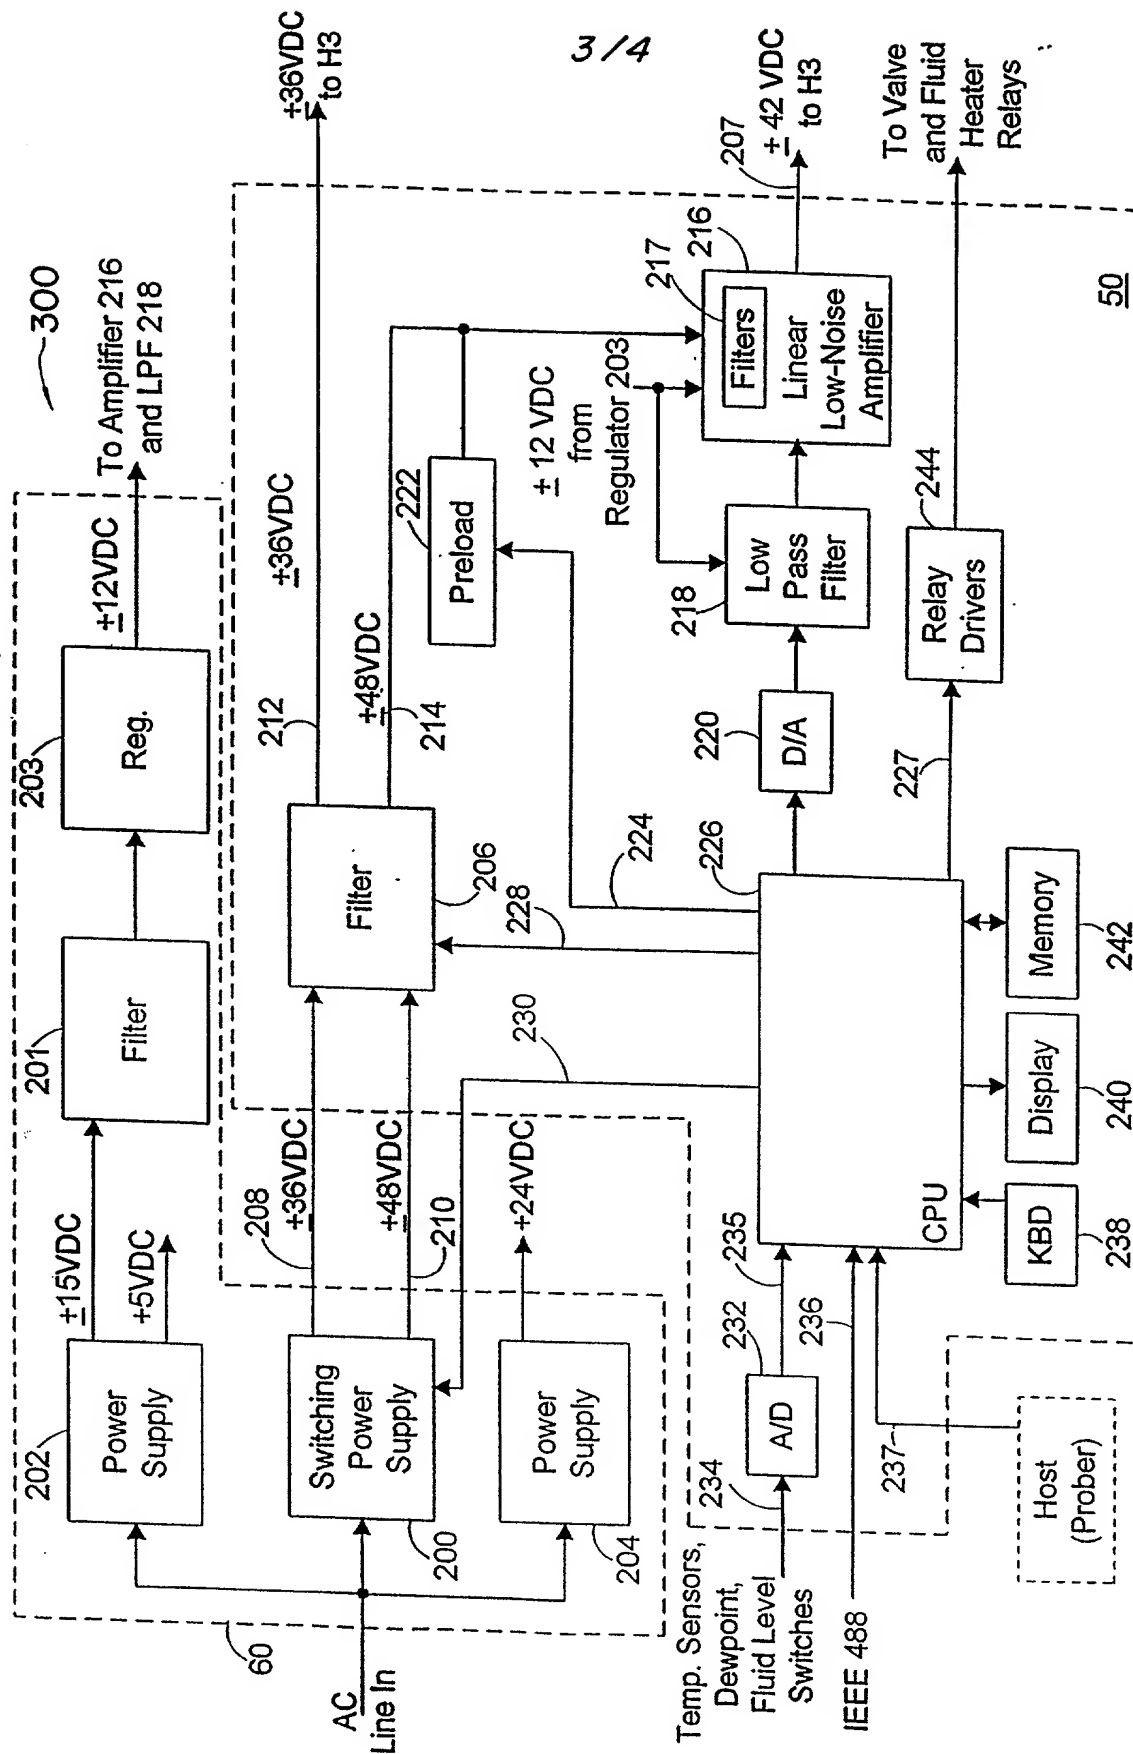 3/4
300
60
AC
Line In
202
Power
Supply
±15VDC
+5VDC
201
Filter
203
Reg.
±12VDC
To Amplifier 216
and LPF 218
Switching
Power
Supply
200
208
±36VDC
±48VDC
210
Power
Supply
204
+24VDC
Filter
206
212
±36VDC
±36VDC
to H3
±48VDC
214
222
Preload
± 12 VDC
from
Regulator 203
217
216
Filters
Linear
Low-Noise
Amplifier
207
± 42 VDC
to H3
218
Low
Pass
Filter
220
D/A
224
226
228
230
CPU
227
244
Relay
Drivers
To Valve
and Fluid
Heater
Relays
Temp. Sensors,
Dewpoint,
Fluid Level
Switches
234
A/D
232
235
IEEE 488
236
237
Host
(Prober)
KBD
238
Display
240
Memory
242
50